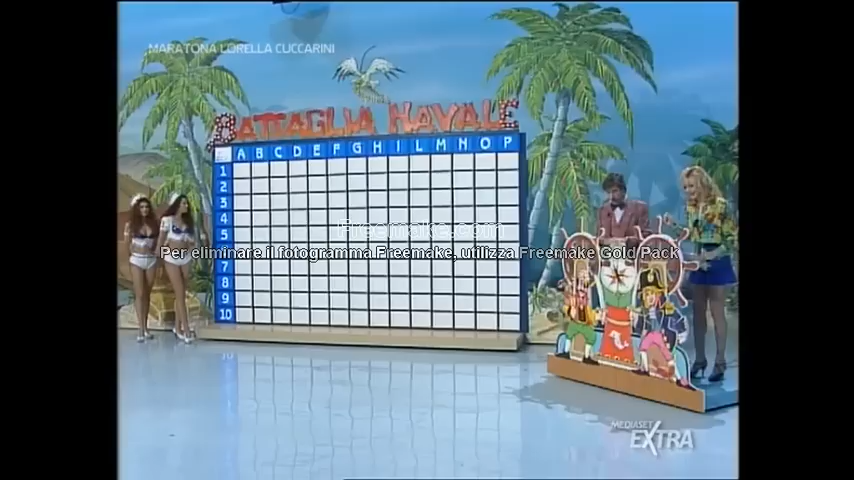 MARATONA LORELLA CUCCARINI
BATTAGLIA NAVALE
A B C D E F G H I L M N O P
1
2
3
4
5
7
8
9
10
Freemake.com
Per eliminare il fotogramma Freemake, utilizza Freemake Gold Pack
MEDIASET
EXTRA